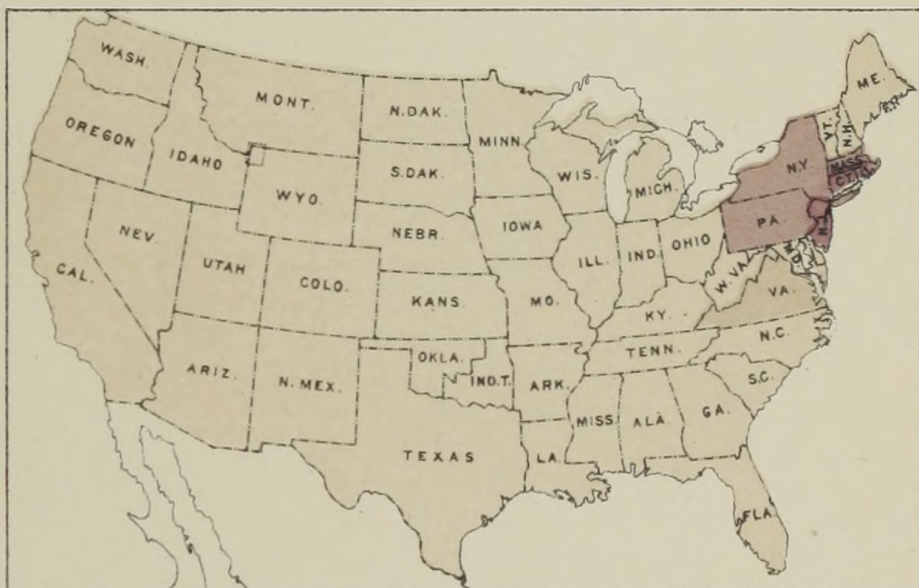 WASH.
MONT.
N.DAK.
MINN.
ME.
VT.
N.H.
OREGON
IDAHO
S.DAK.
WIS.
MICH.
N.Y.
MASS.
CT.
WYO.
NEBR.
IOWA
PA.
N.J.
NEV.
UTAH
COLO.
ILL.
IND.
OHIO
W.VA.
MD.
CAL.
KANS.
MO.
KY.
VA.
N.C.
ARIZ.
N.MEX.
OKLA.
IND.T.
ARK.
TENN.
S.C.
MISS.
ALA.
GA.
TEXAS
LA.
FLA.